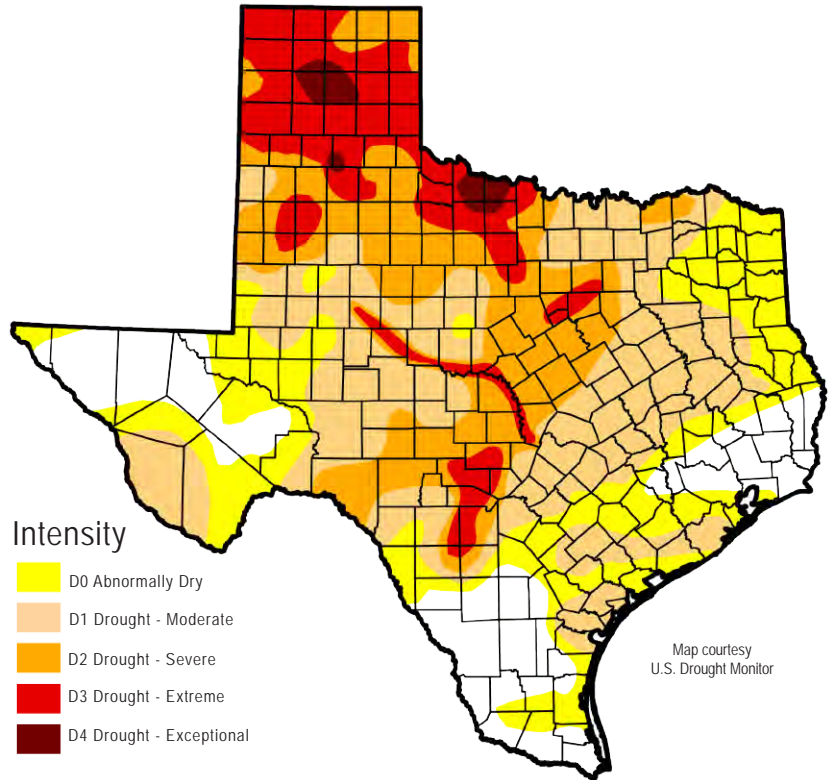 Intensity
D0 Abnormally Dry
D1 Drought - Moderate
D2 Drought - Severe
D3 Drought - Extreme
D4 Drought - Exceptional
Map courtesy
U.S. Drought Monitor